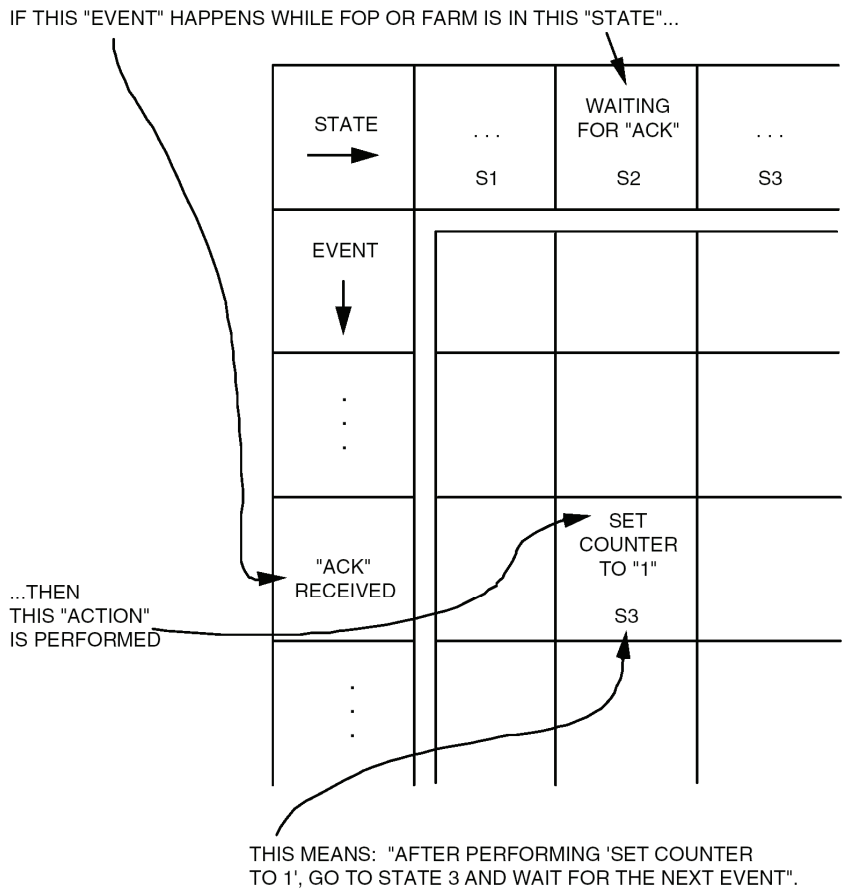 IF THIS "EVENT" HAPPENS WHILE FOP OR FARM IS IN THIS "STATE"...
STATE
. . .
S1
WAITING
FOR "ACK"
S2
. . .
S3
EVENT
.
.
.
"ACK"
RECEIVED
SET
COUNTER
TO "1"
S3
...THEN
THIS "ACTION"
IS PERFORMED
.
.
.
THIS MEANS: "AFTER PERFORMING 'SET COUNTER
TO 1', GO TO STATE 3 AND WAIT FOR THE NEXT EVENT".